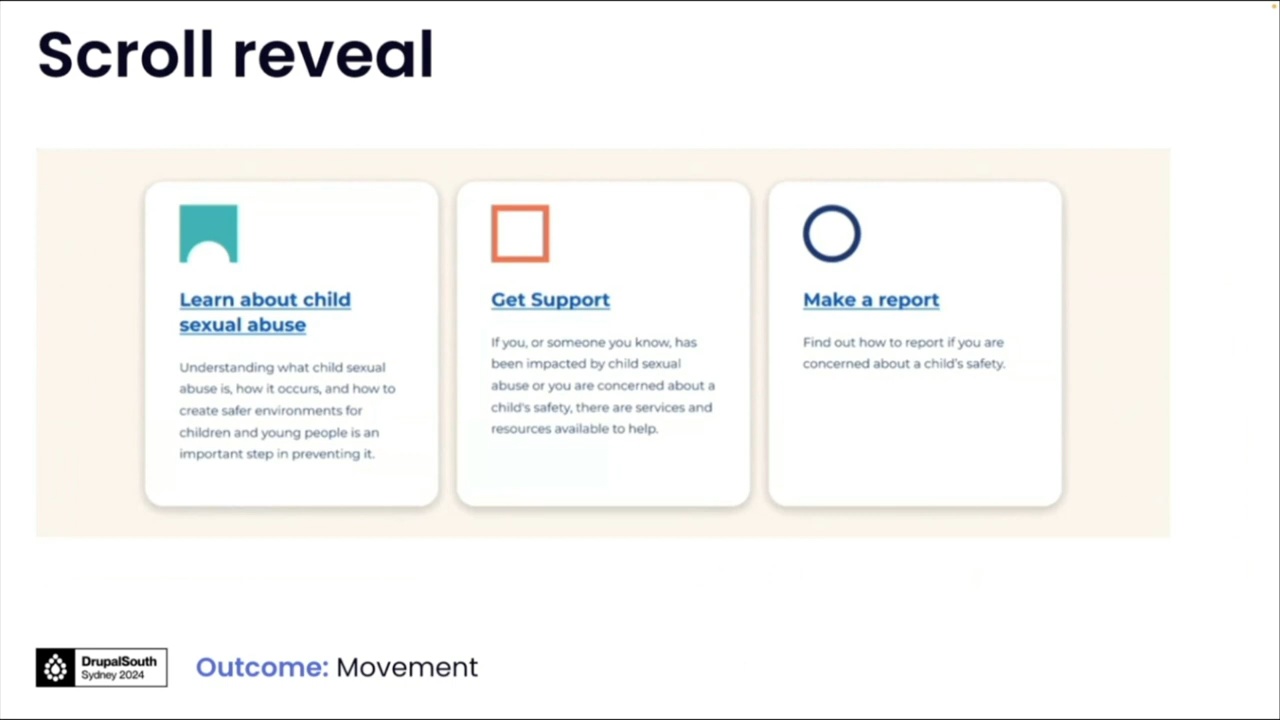 Scroll reveal
Learn about child
sexual abuse
Understanding what child sexual
abuse is, how it occurs, and how to
create safer environments for
children and young people is an
important step in preventing it.
Get Support
If you, or someone you know, has
been impacted by child sexual
abuse or you are concerned about a
child's safety, there are services and
resources available to help.
Make a report
Find out how to report if you are
concerned about a child's safety.
DrupalSouth
Sydney 2024
Outcome: Movement